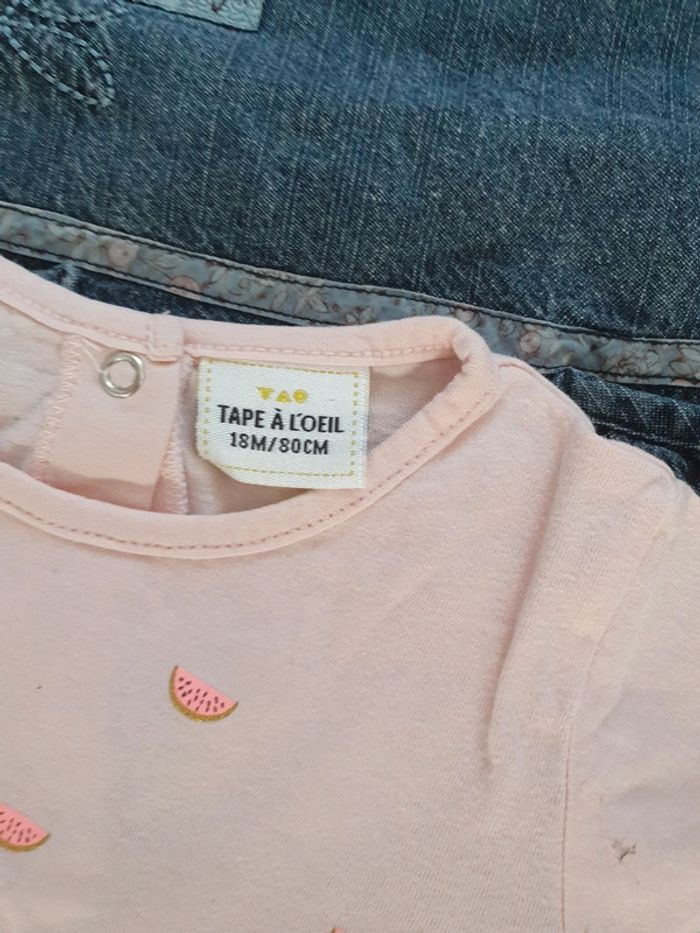 TAO
TAPE À L'OEIL
18M/80CM